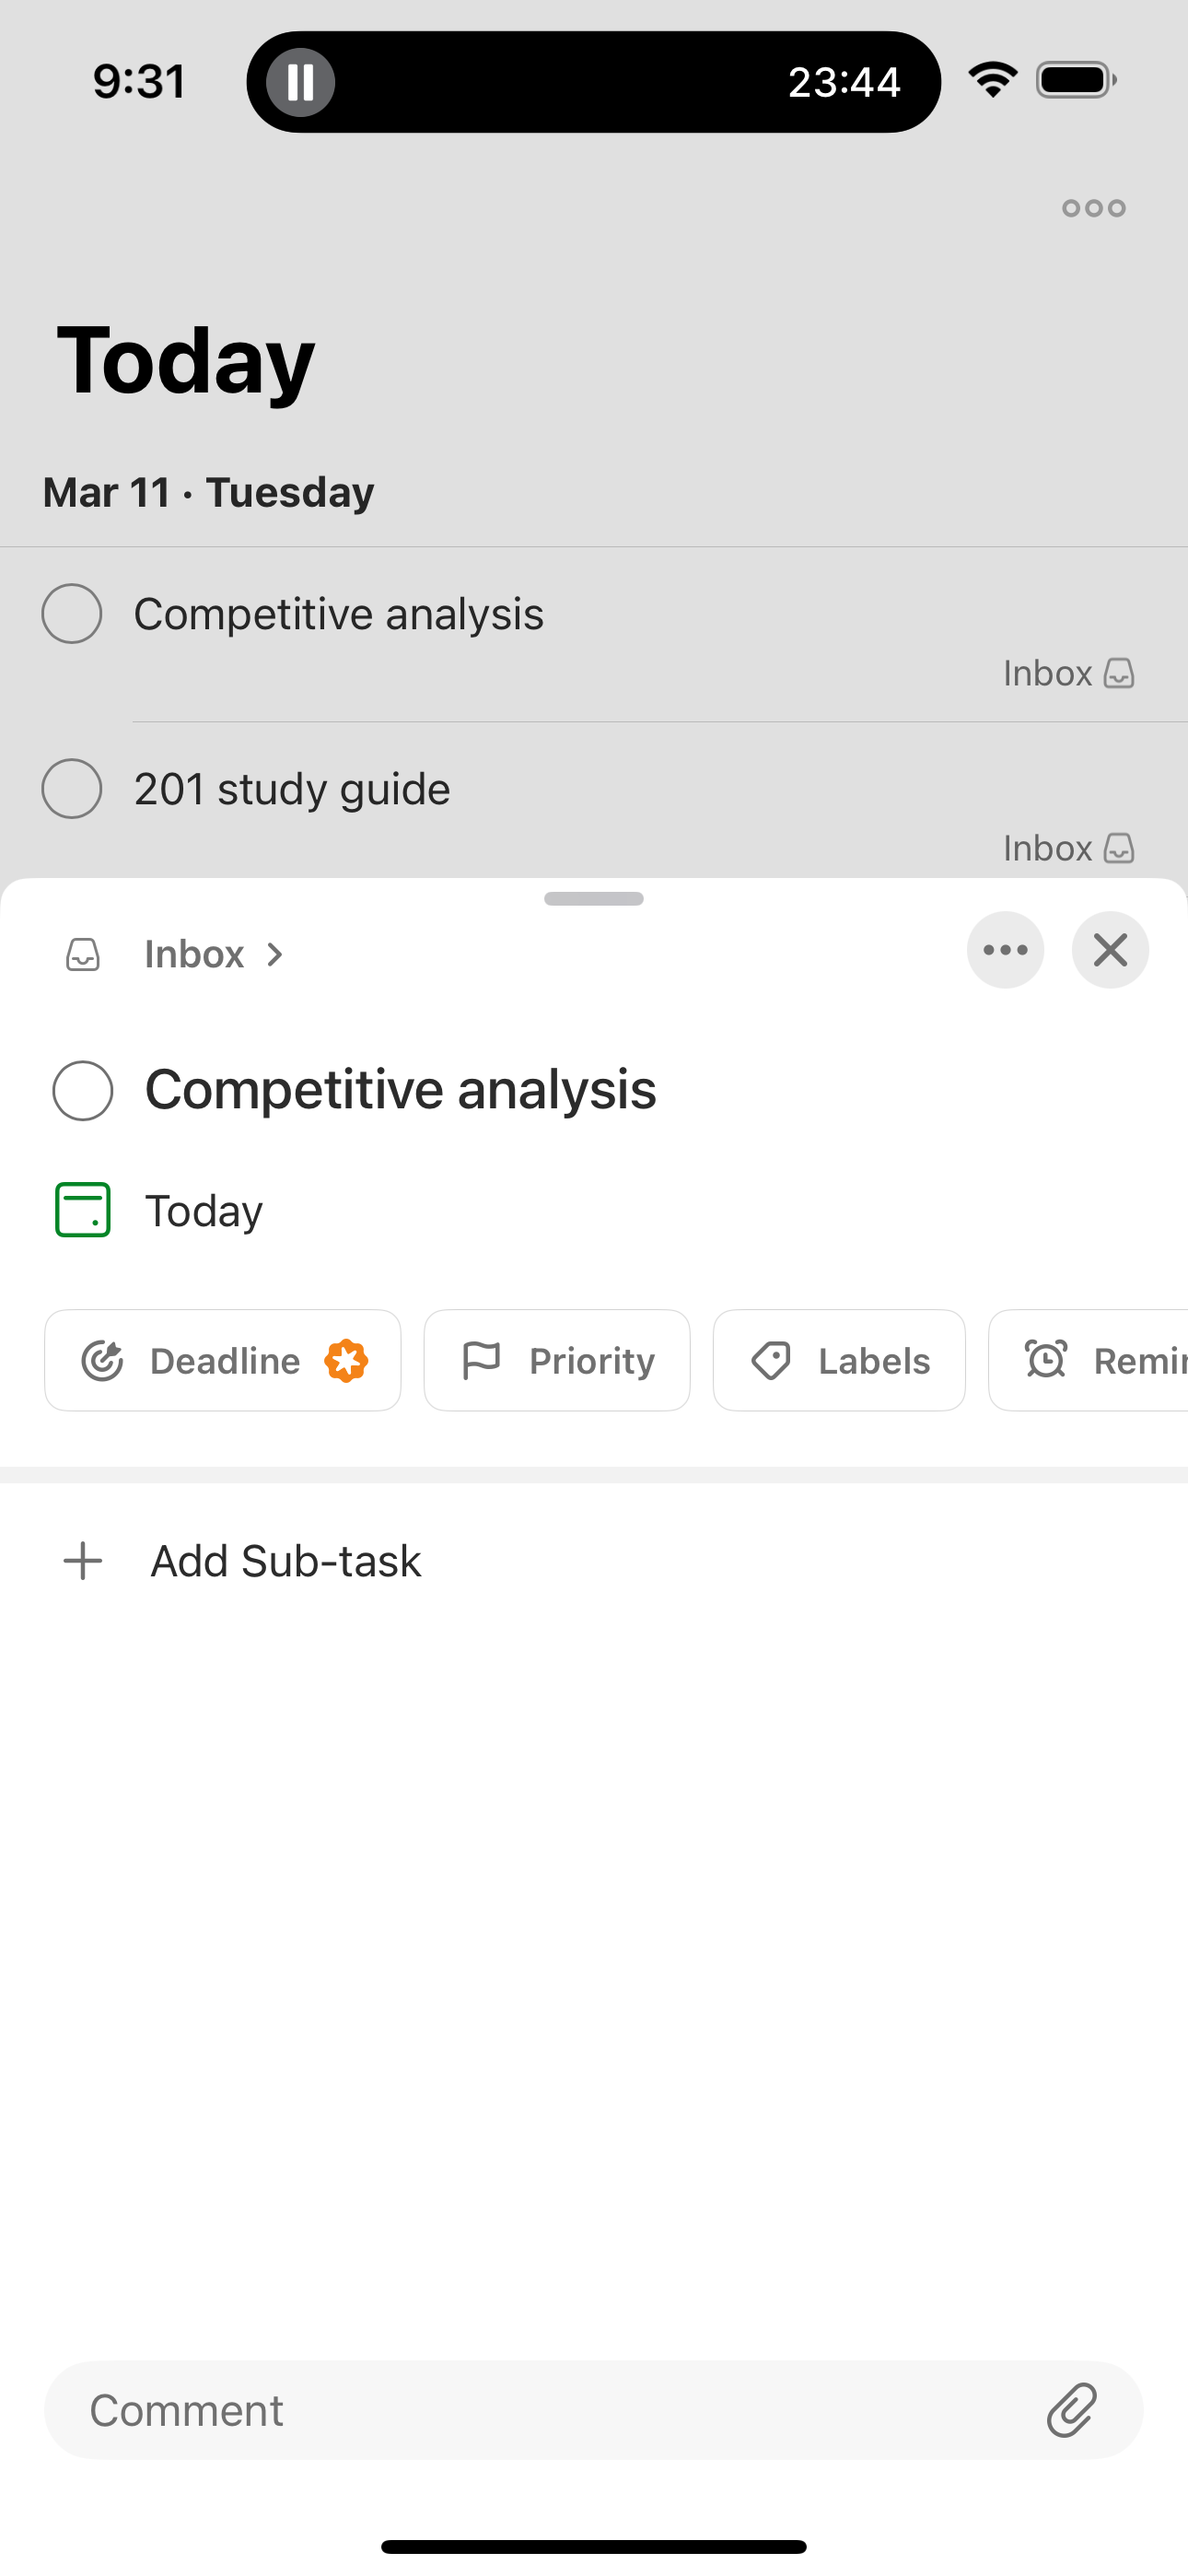 9:31
23:44
Today
Mar 11 · Tuesday
Competitive analysis
Inbox
201 study guide
Inbox
Inbox
Competitive analysis
Today
Deadline Priority Labels Remin
Add Sub-task
Comment